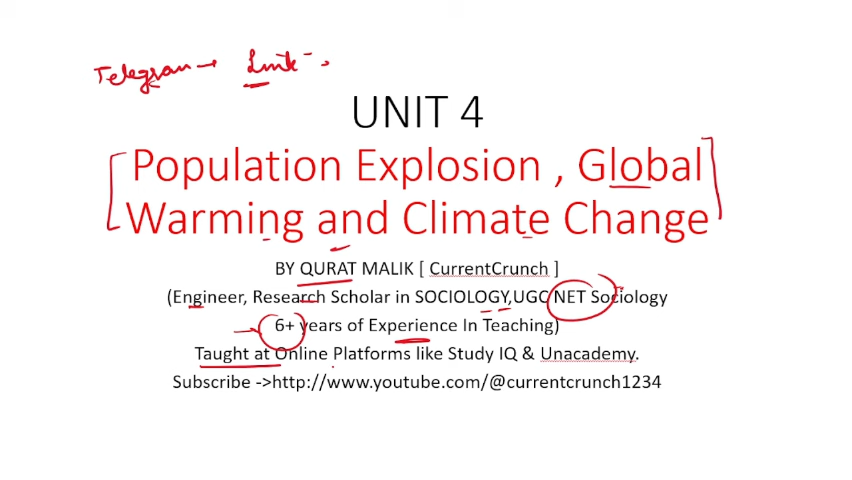 Telegram → Link
UNIT 4
Population Explosion , Global
Warming and Climate Change
BY QURAT MALIK [ CurrentCrunch ]
(Engineer, Research Scholar in SOCIOLOGY,UGC NET Sociology
6+ years of Experience In Teaching)
Taught at Online Platforms like Study IQ & Unacademy.
Subscribe ->http://www.youtube.com/@currentcrunch1234